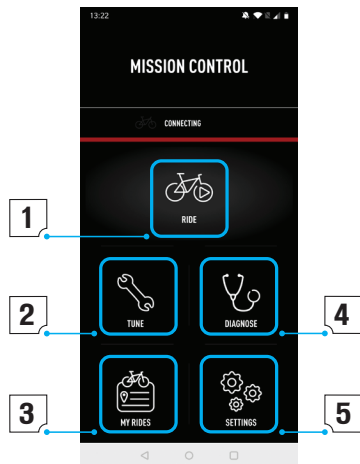 13:22
MISSION CONTROL
CONNECTING
RIDE
1
TUNE
DIAGNOSE
2
4
MY RIDES
SETTINGS
3
5